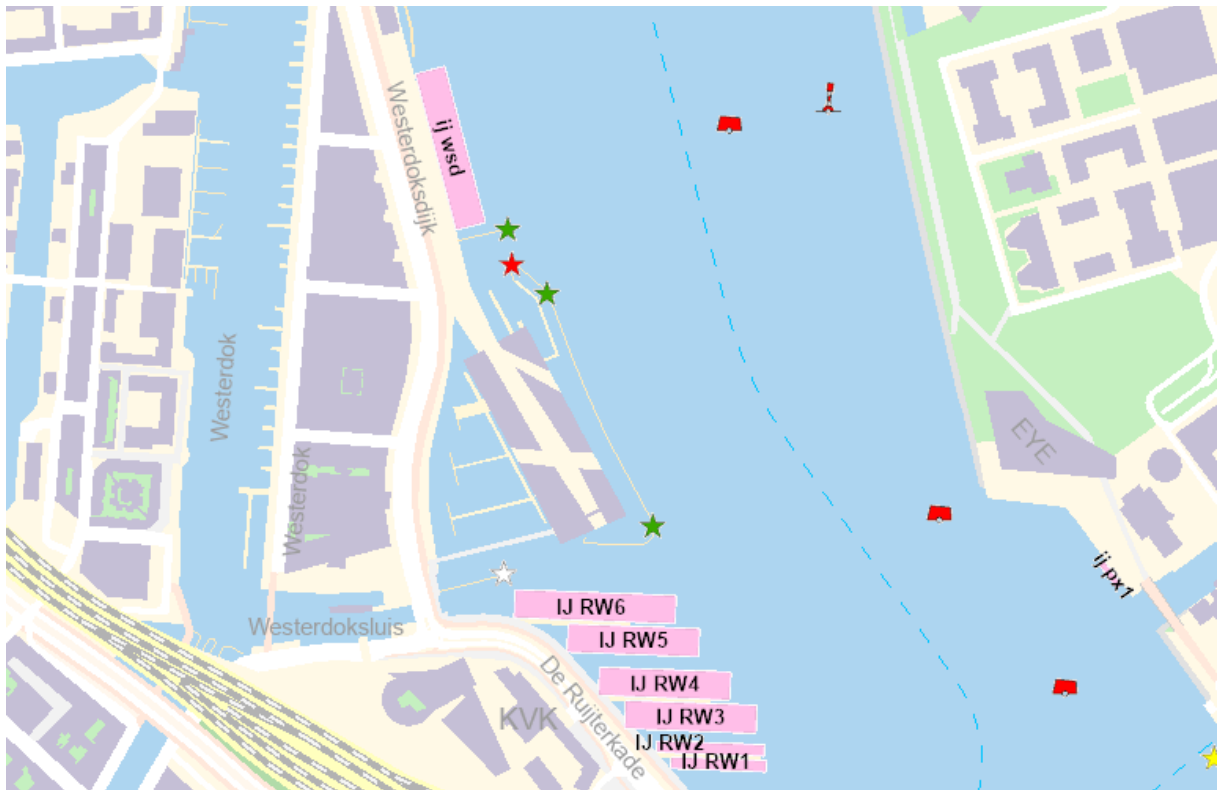 Westerdoksdijk
ij wsd
Westerdok
EYE
Westerdok
ij px1
IJ RW6
Westerdoksluis
IJ RW5
De Ruijterkade
IJ RW4
KVK
IJ RW3
IJ RW2
IJ RW1